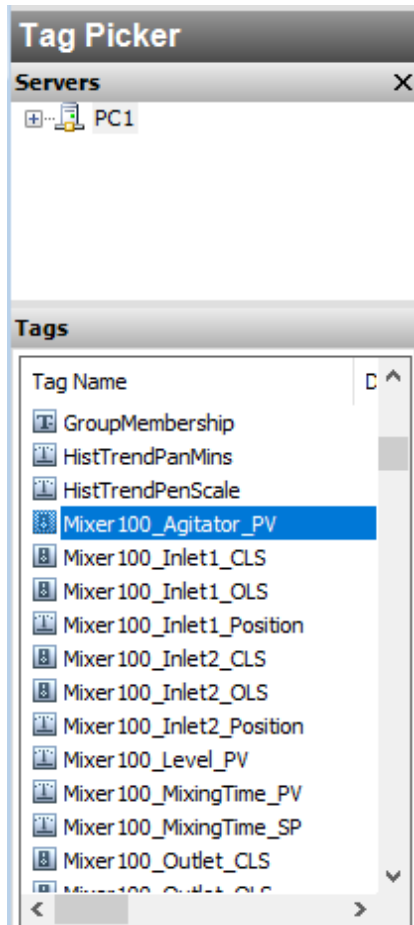 Tag Picker
Servers
PC1
Tags
Tag Name D
GroupMembership
HistTrendPanMins
HistTrendPenScale
Mixer100_Agitator_PV
Mixer100_Inlet1_CLS
Mixer100_Inlet1_OLS
Mixer100_Inlet1_Position
Mixer100_Inlet2_CLS
Mixer100_Inlet2_OLS
Mixer100_Inlet2_Position
Mixer100_Level_PV
Mixer100_MixingTime_PV
Mixer100_MixingTime_SP
Mixer100_Outlet_CLS
Mixer100_Outlet_OLS